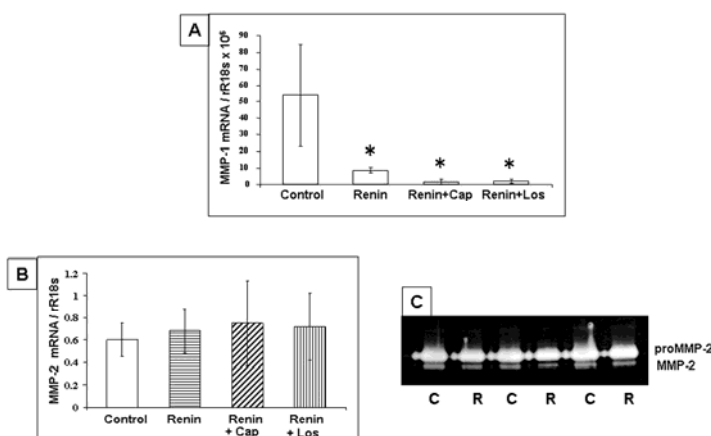 A
MMP-1 mRNA / rR18s x 10⁶
90
80
70
60
50
40
30
20
10
0
*
*
*
Control Renin Renin+Cap Renin+Los
B
MMP-2 mRNA / rR18s
1.2
1
0.8
0.6
0.4
0.2
0
Control Renin Renin Renin
+ Cap + Los
C
proMMP-2
MMP-2
C R C R C R